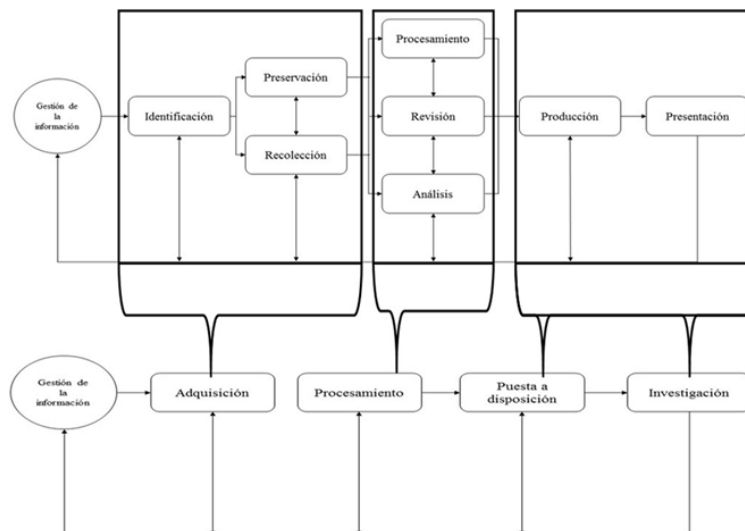 Procesamiento
Preservación
Gestión de
la
información
Identificación
Revisión
Producción
Presentación
Recolección
Análisis
Gestión de
la
información
Adquisición
Procesamiento
Puesta a
disposición
Investigación